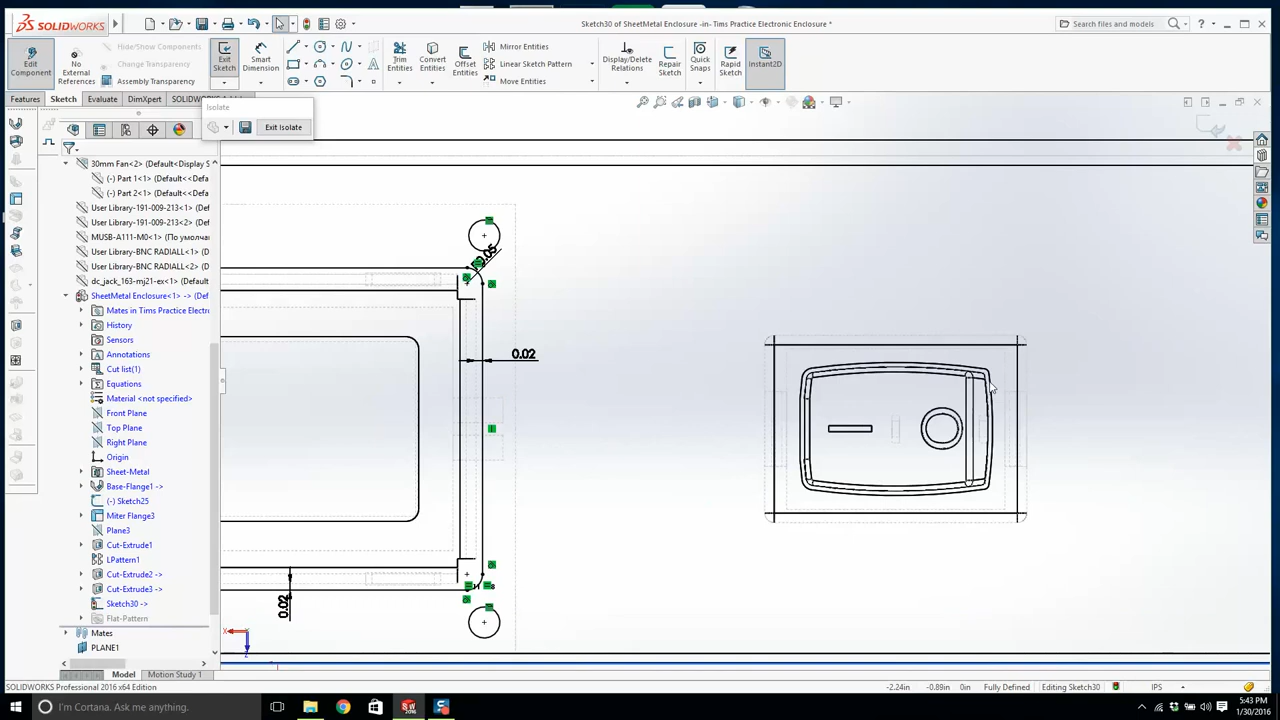 SOLIDWORKS
Sketch30 of SheetMetal Enclosure -in- Tims Practice Electronic Enclosure *
Search files and models
Edit Component
No External References
Hide/Show Components
Change Transparency
Assembly Transparency
Exit Sketch
Smart Dimension
Trim Entities
Convert Entities
Offset Entities
Mirror Entities
Linear Sketch Pattern
Move Entities
Display/Delete Relations
Repair Sketch
Quick Snaps
Rapid Sketch
Instant2D
Features
Sketch
Evaluate
DimXpert
Isolate
Exit Isolate
30mm Fan<2> (Default<Display S
(-) Part 1<1> (Default<<Defau
(-) Part 2<1> (Default<<Defau
User Library-191-009-213<1> (Def
User Library-191-009-213<2> (Def
MUSB-A111-M0<1> (По умолчан
User Library-BNC RADIALL<1> (Def
User Library-BNC RADIALL<2> (Def
dc_jack_163-mj21-ex<1> (Default
SheetMetal Enclosure<1> -> (Def
Mates in Tims Practice Electro
History
Sensors
Annotations
Cut list(1)
Equations
Material <not specified>
Front Plane
Top Plane
Right Plane
Origin
Sheet-Metal
Base-Flange1 ->
(-) Sketch25
Miter Flange3
Plane3
Cut-Extrude1
LPattern1
Cut-Extrude2 ->
Cut-Extrude3 ->
Sketch30 ->
Flat-Pattern
Mates
PLANE1
0.02
0.02
Model
Motion Study 1
SOLIDWORKS Professional 2016 x64 Edition
-2.24in
-0.89in
0in
Fully Defined
Editing Sketch30
IPS
I'm Cortana. Ask me anything.
5:43 PM
1/30/2016